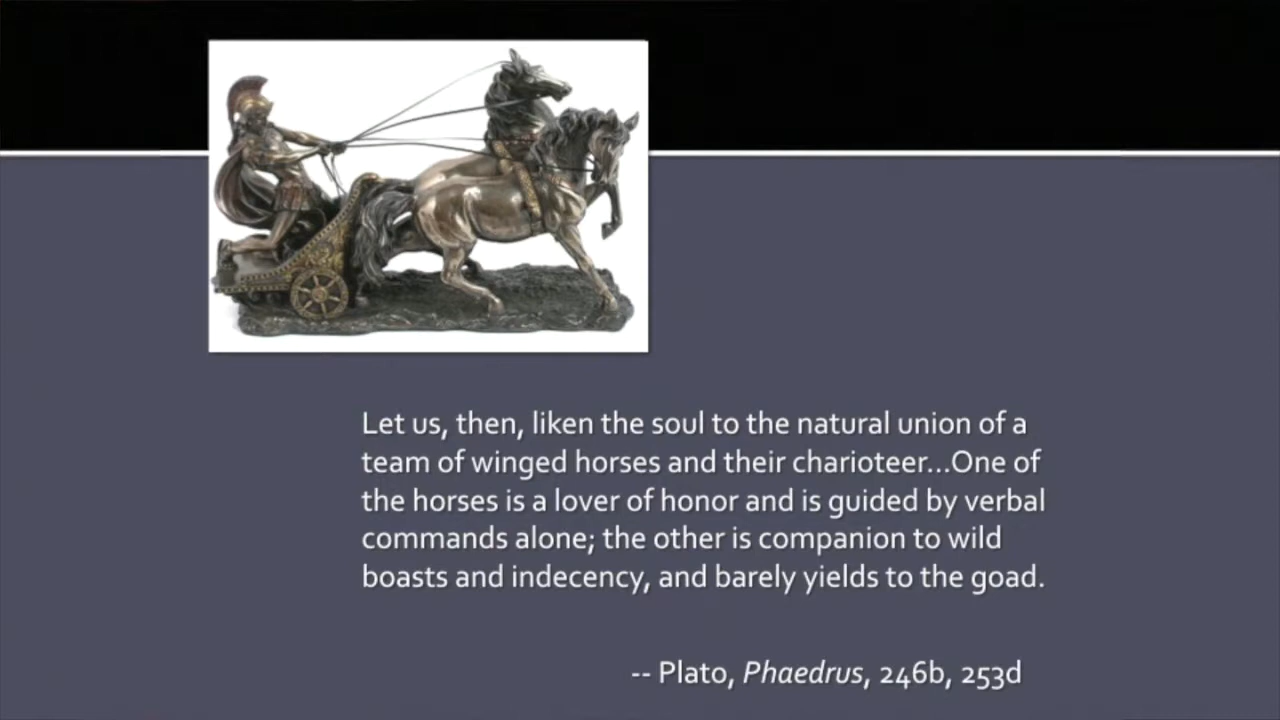 Let us, then, liken the soul to the natural union of a
team of winged horses and their charioteer...One of
the horses is a lover of honor and is guided by verbal
commands alone; the other is companion to wild
boasts and indecency, and barely yields to the goad.
-- Plato, Phaedrus, 246b, 253d